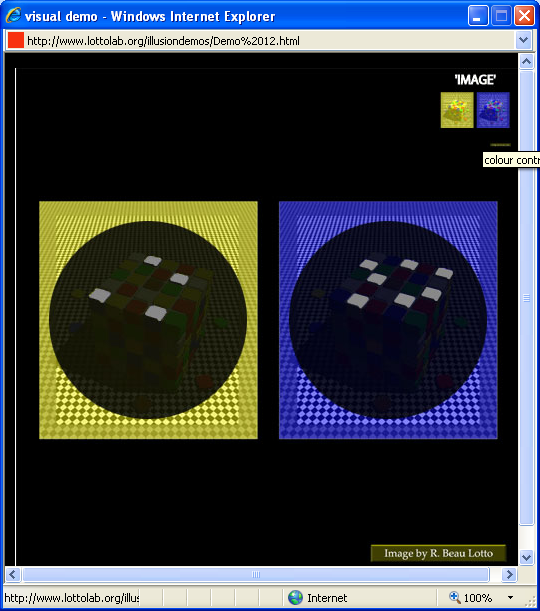 visual demo - Windows Internet Explorer
http://www.lottolab.org/illusiondemos/Demo%2012.html
'IMAGE'
colour contr
Image by R. Beau Lotto
http://www.lottolab.org/illus
Internet
100%